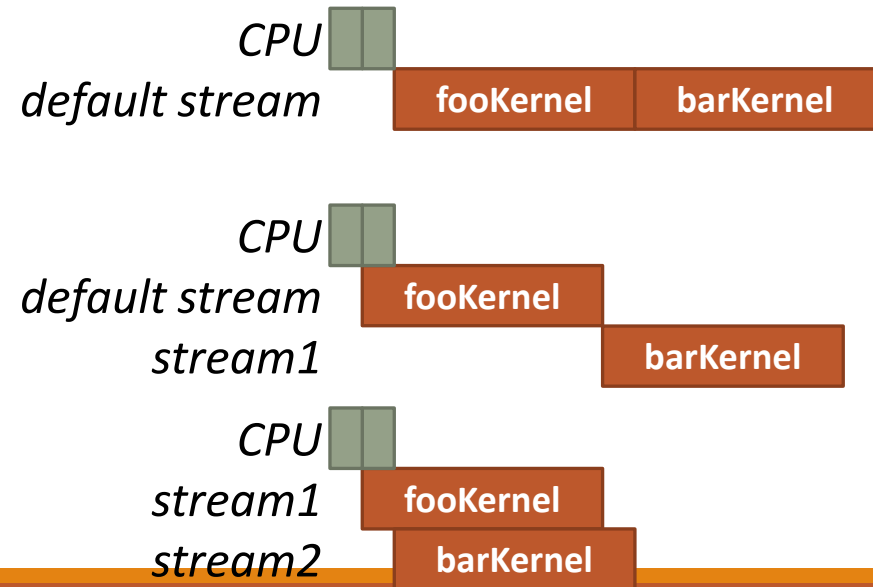 CPU
default stream fooKernel barKernel
CPU
default stream fooKernel
stream1 barKernel
CPU
stream1 fooKernel
stream2 barKernel